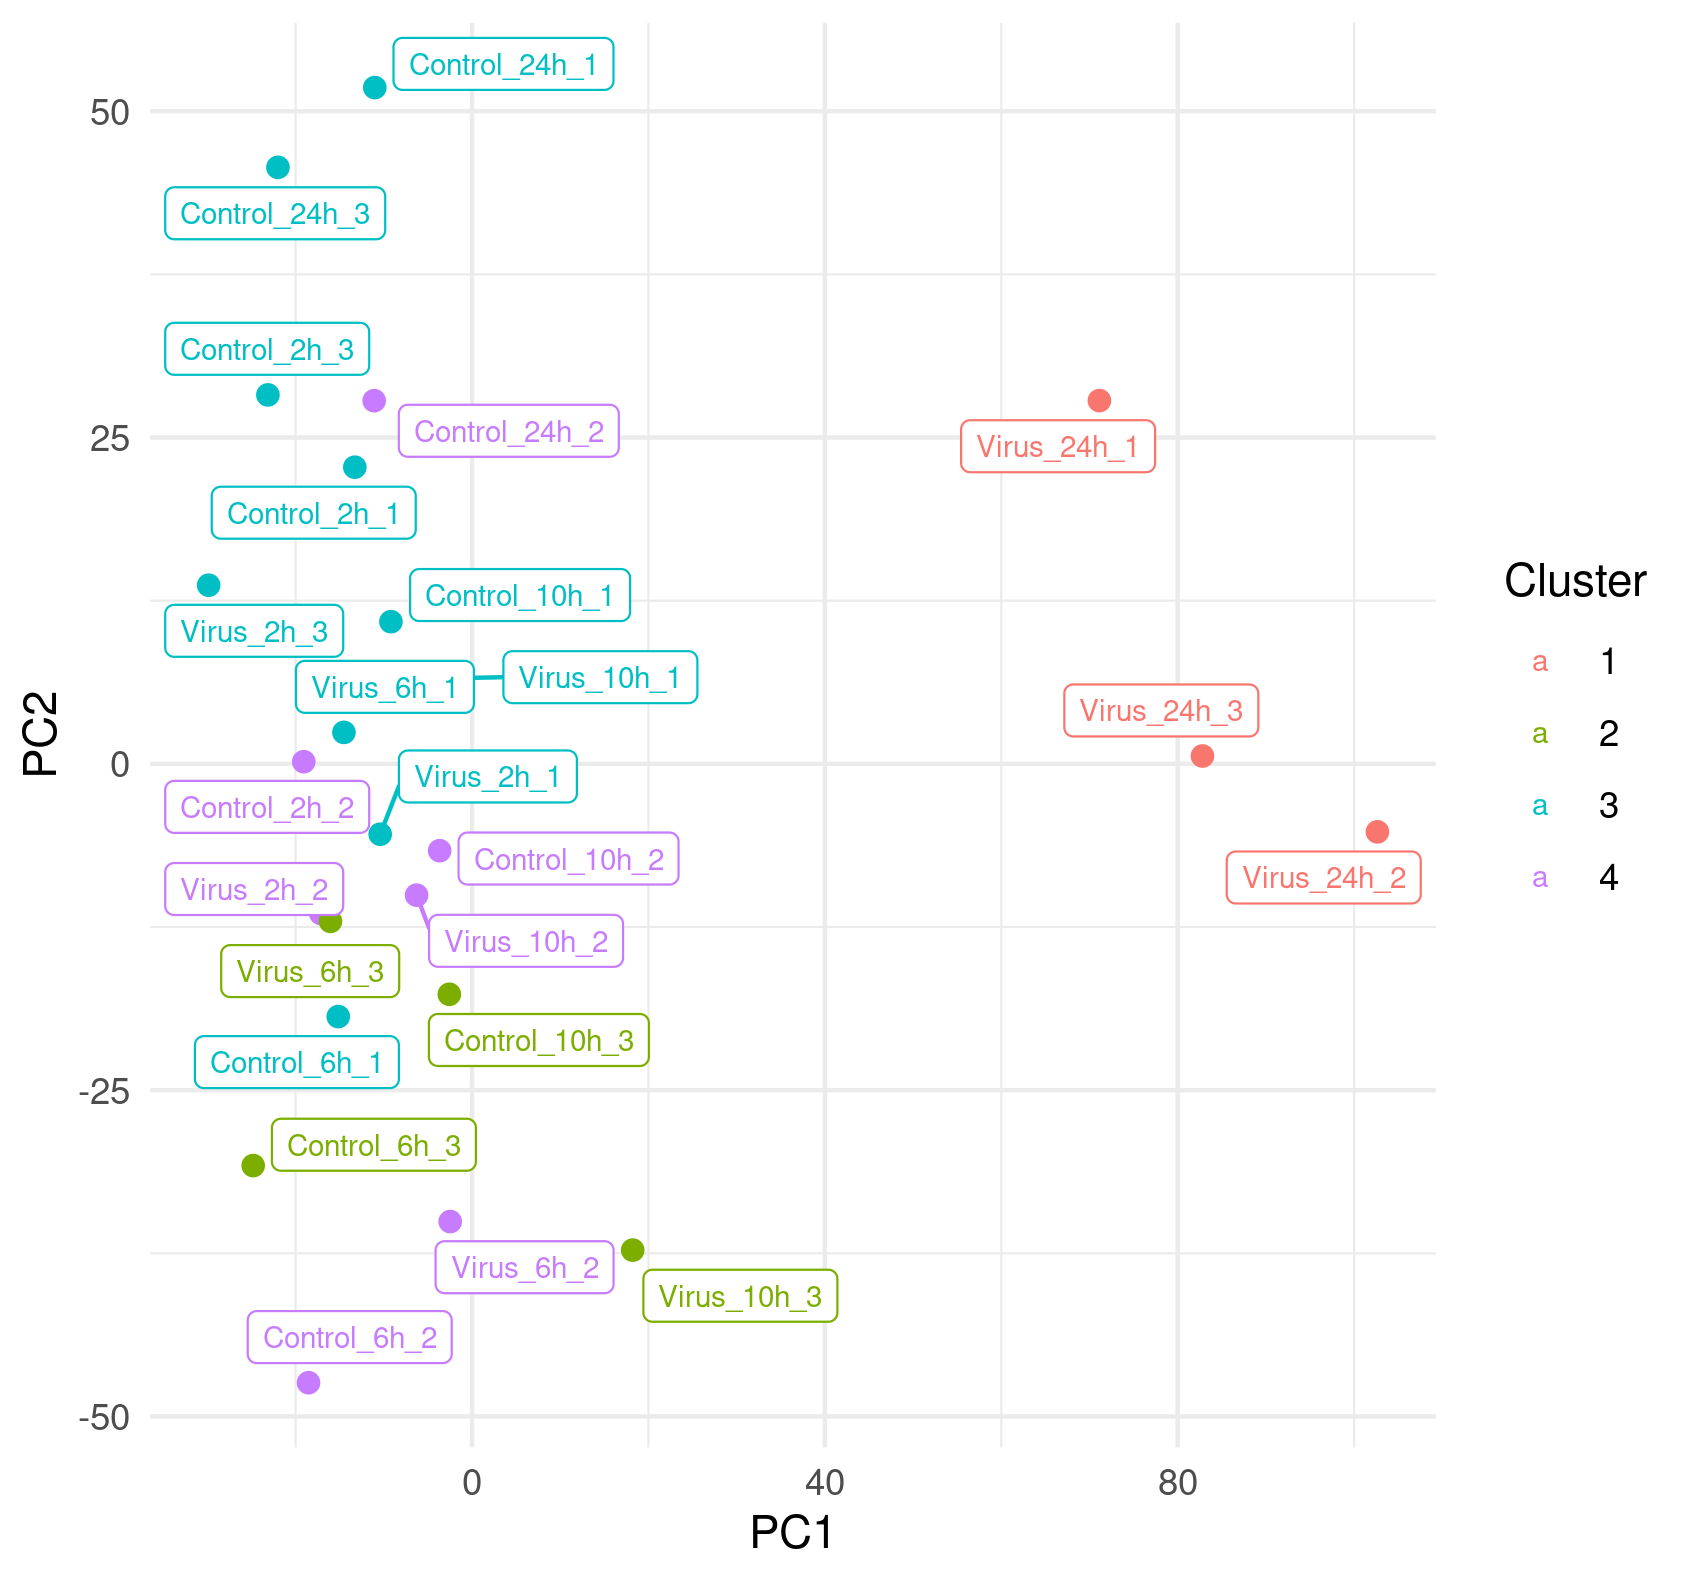 Control_24h_1
50
Control_24h_3
Control_2h_3
Control_24h_2
25
Virus_24h_1
Control_2h_1
Control_10h_1
Virus_2h_3
Virus_6h_1
Virus_10h_1
Virus_24h_3
0
Virus_2h_1
Control_2h_2
Control_10h_2
Virus_24h_2
Virus_2h_2
Virus_10h_2
Virus_6h_3
Control_10h_3
Control_6h_1
-25
Control_6h_3
Virus_6h_2
Virus_10h_3
Control_6h_2
-50
0 40 80
PC1
PC2
Cluster
a 1
a 2
a 3
a 4